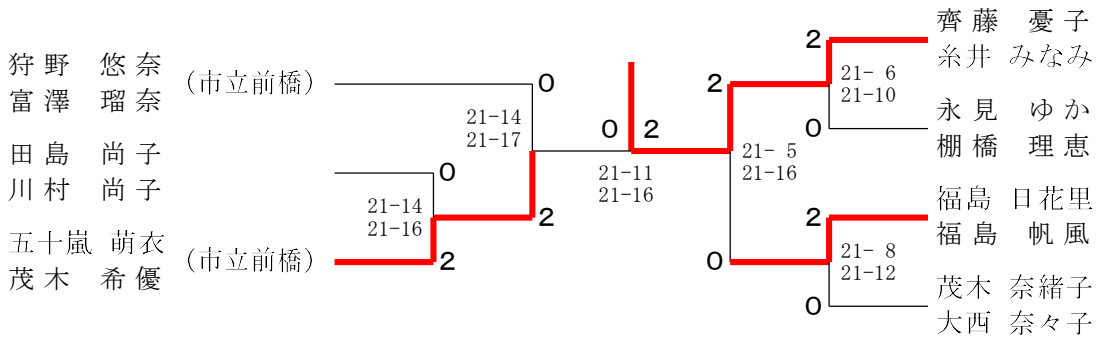 狩野 悠奈
富澤 瑠奈
(市立前橋)
田島 尚子
川村 尚子
五十嵐 萌衣
茂木 希優
(市立前橋)
0
21-14
21-17
0
21-14
21-16
2
2
0 2
21-11
21-16
2
21- 5
21-16
0
2
21- 6
21-10
0
2
21- 8
21-12
0
齊藤 憂子
糸井 みなみ
永見 ゆか
棚橋 理恵
福島 日花里
福島 帆風
茂木 奈緒子
大西 奈々子